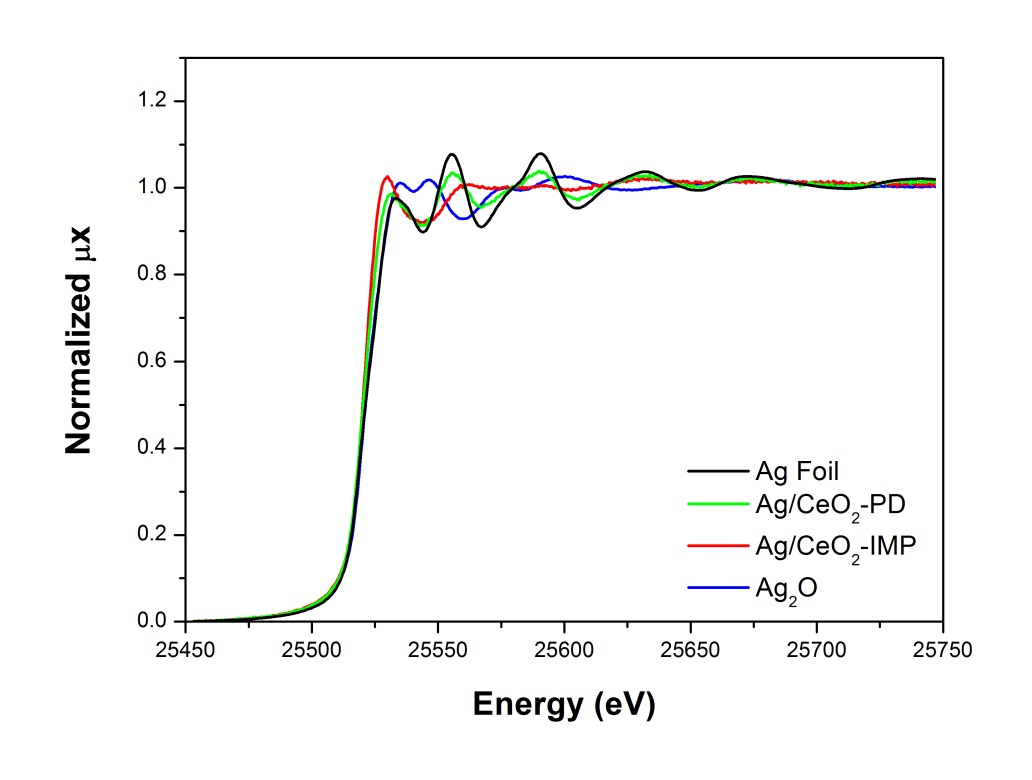 1.2
1.0
0.8
0.6
0.4
0.2
0.0
Normalized μx
Ag Foil
Ag/CeO₂-PD
Ag/CeO₂-IMP
Ag₂O
25450 25500 25550 25600 25650 25700 25750
Energy (eV)